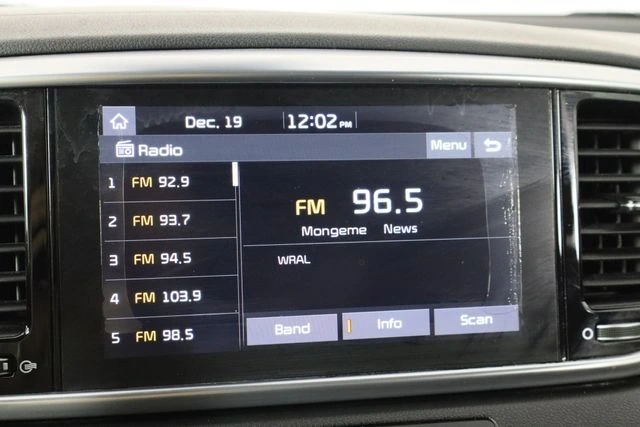 Dec. 19 12:02 PM
Radio Menu
1 FM 92.9
2 FM 93.7
3 FM 94.5
4 FM 103.9
5 FM 98.5
FM 96.5
Mongeme News
WRAL
Band Info Scan